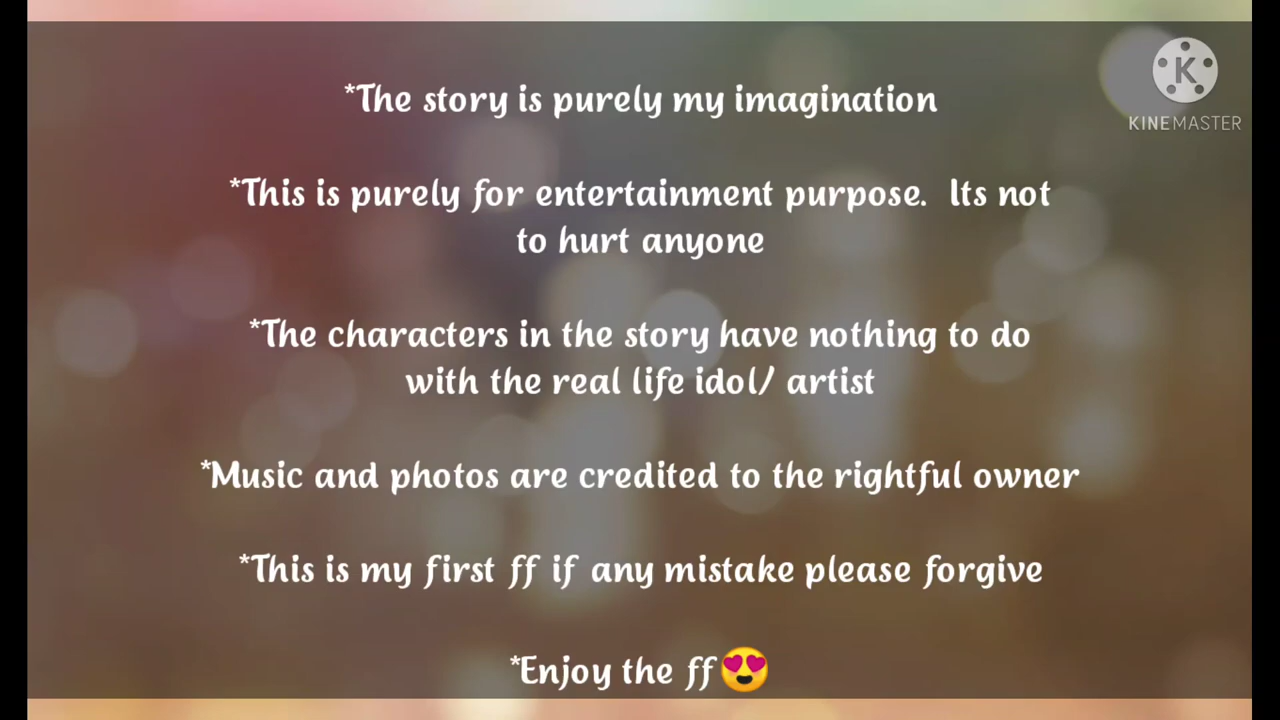 *The story is purely my imagination
K
KINEMASTER
*This is purely for entertainment purpose.  Its not
to hurt anyone
*The characters in the story have nothing to do
with the real life idol/ artist
*Music and photos are credited to the rightful owner
*This is my first ff if any mistake please forgive
*Enjoy the ff😍